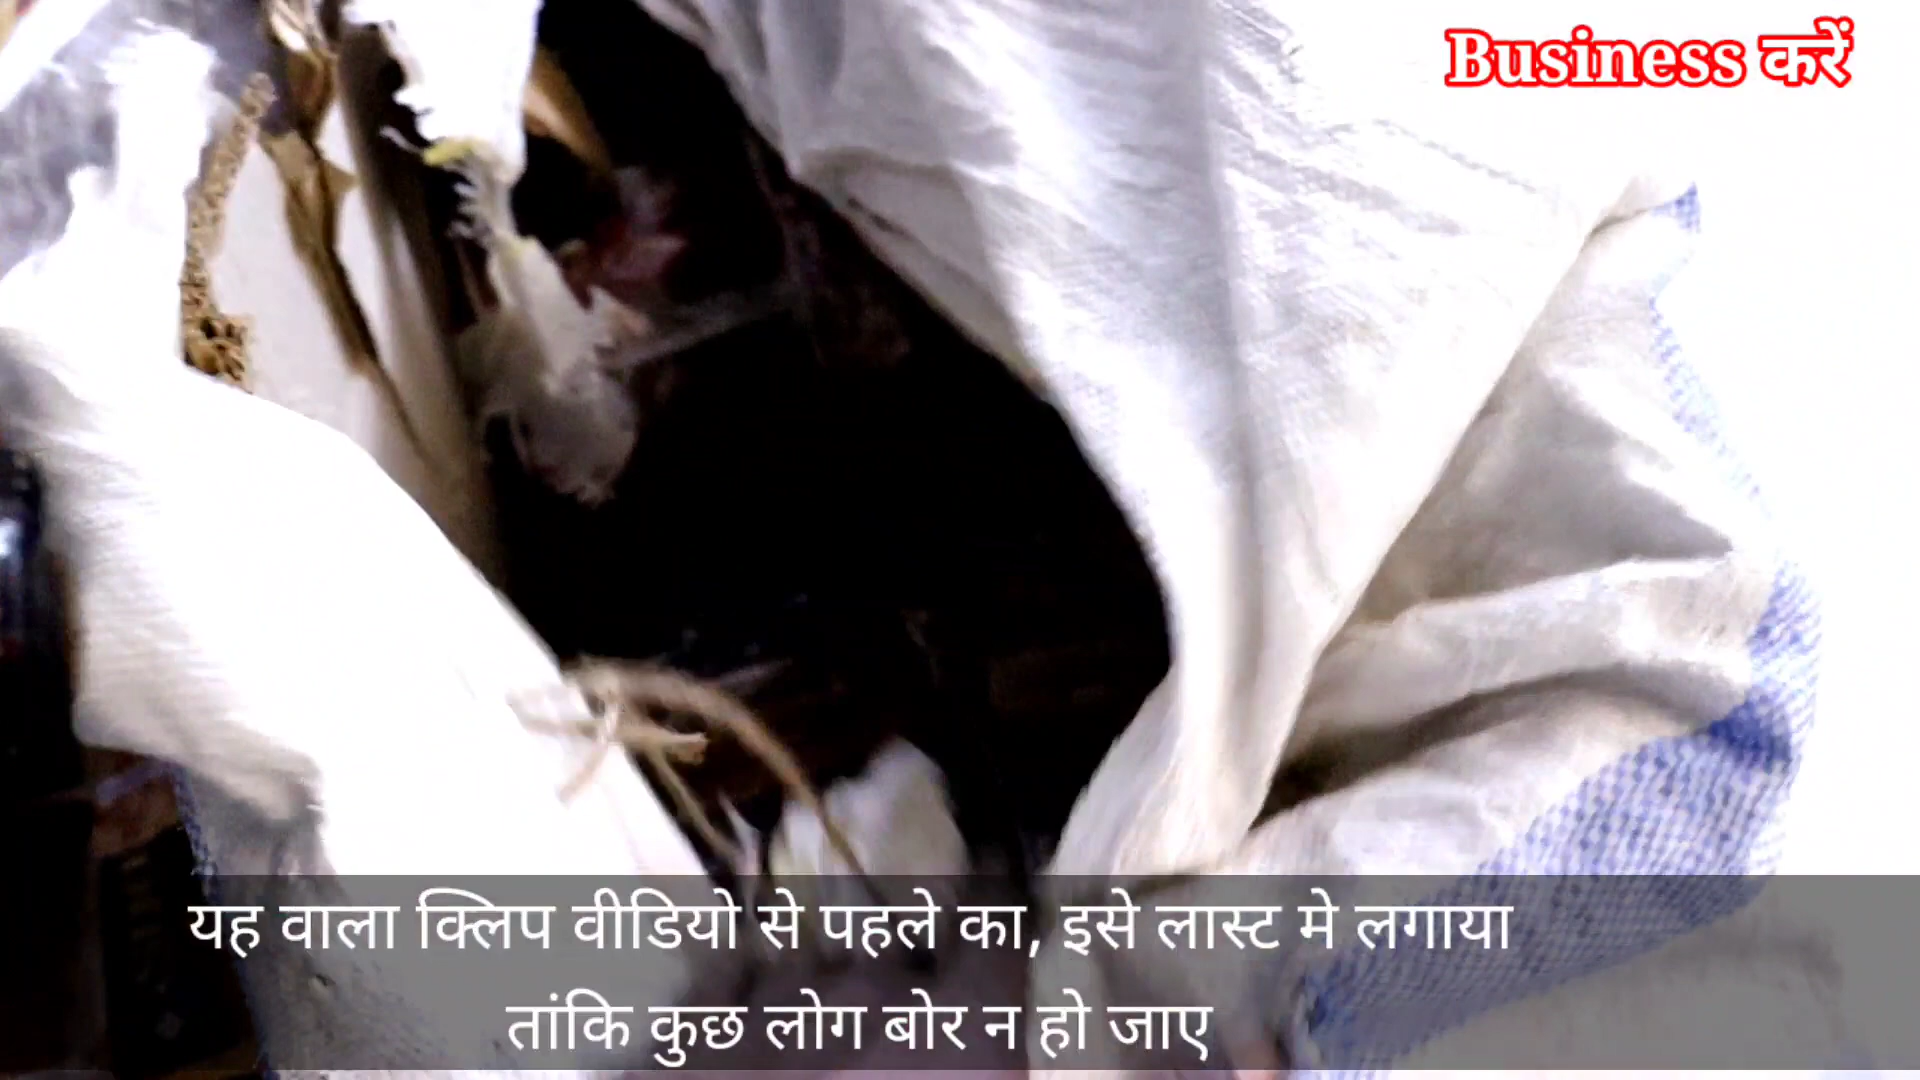 Business करें
यह वाला क्लिप वीडियो से पहले का, इसे लास्ट मे लगाया
तांकि कुछ लोग बोर न हो जाए